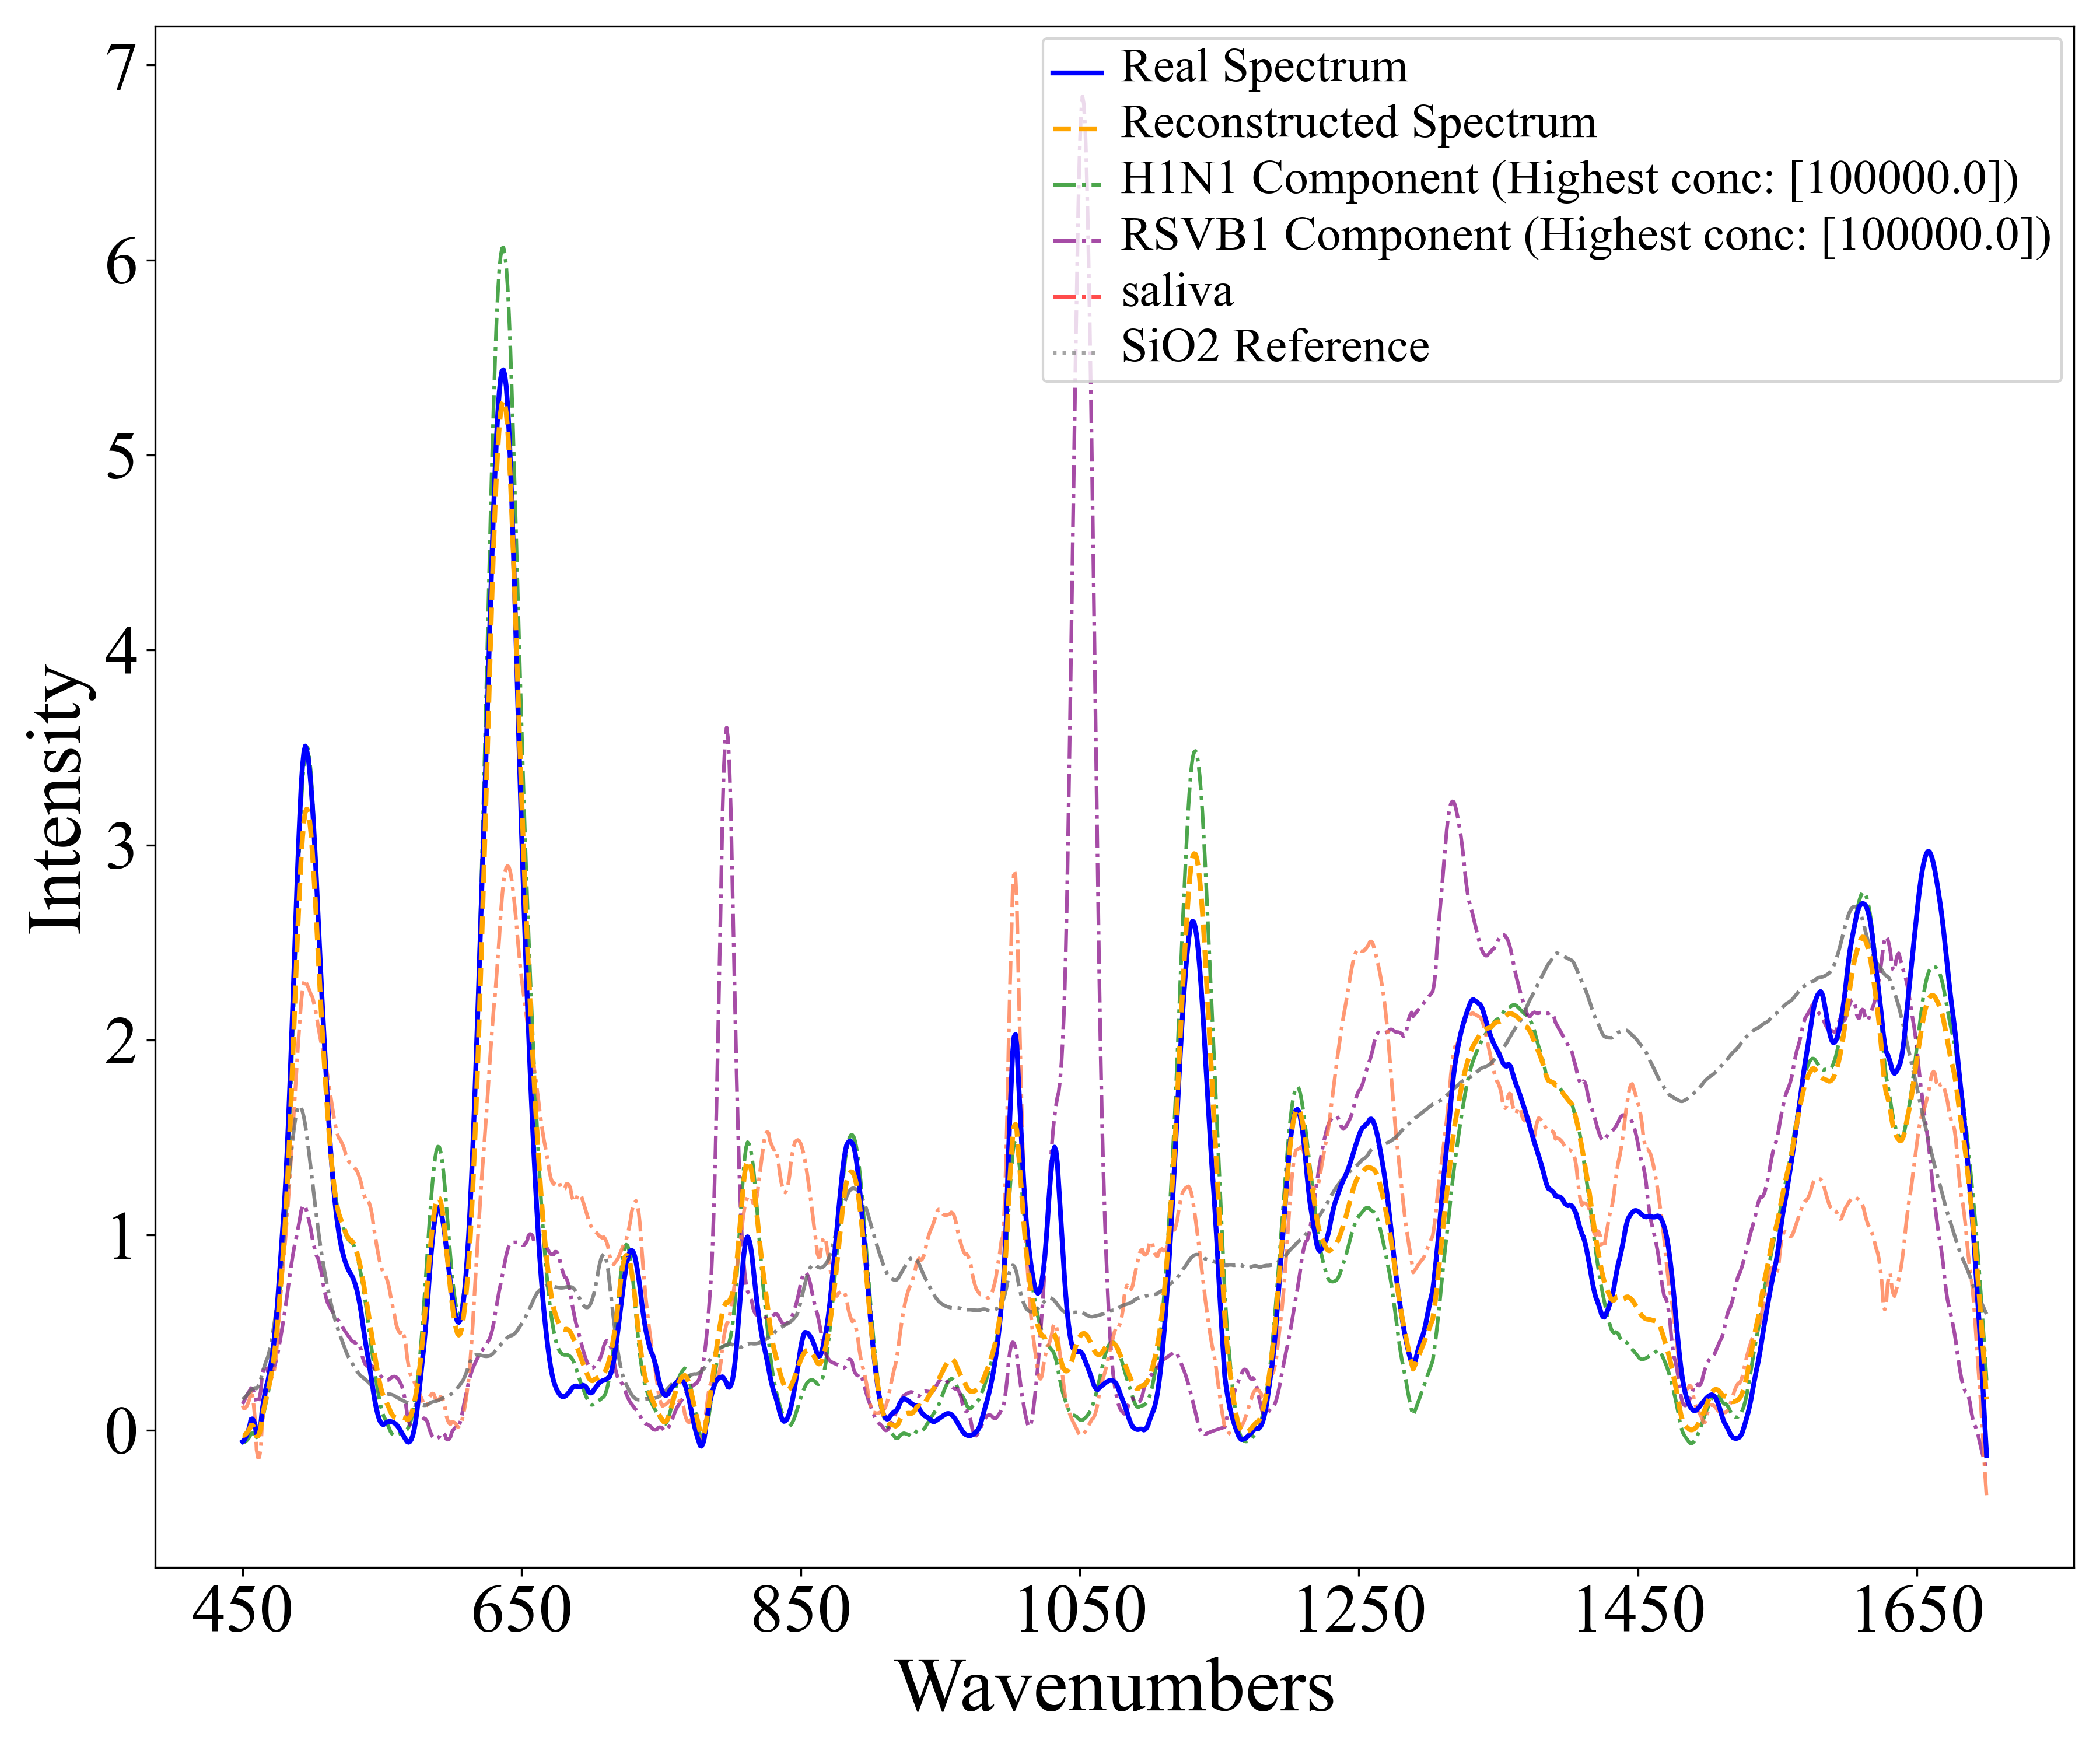 Real Spectrum
Reconstructed Spectrum
H1N1 Component (Highest conc: [100000.0])
RSVB1 Component (Highest conc: [100000.0])
saliva
SiO2 Reference
Intensity
7
6
5
4
3
2
1
0
450 650 850 1050 1250 1450 1650
Wavenumbers